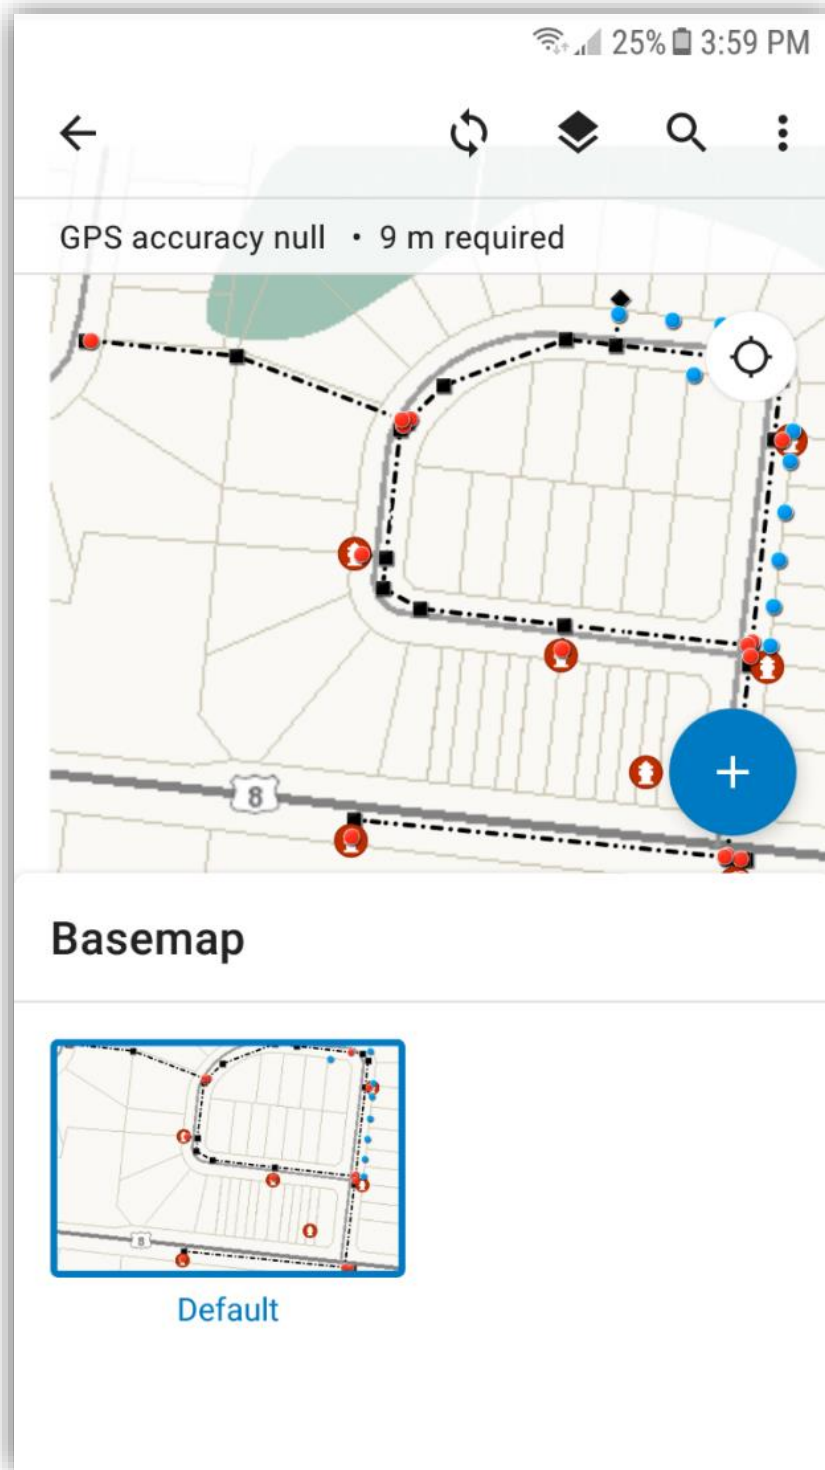 25% 3:59 PM
GPS accuracy null • 9 m required
8
Basemap
8
Default